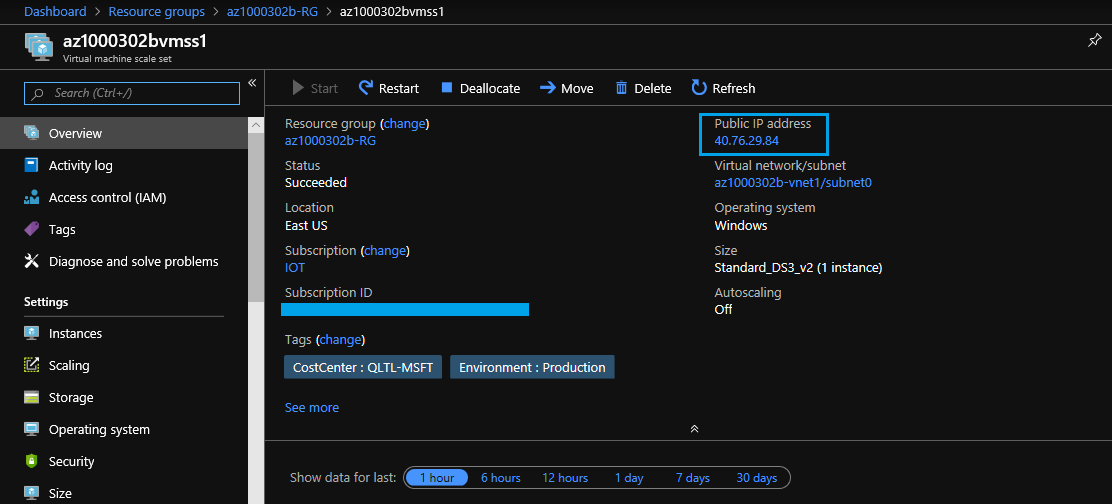 Dashboard > Resource groups > az1000302b-RG > az1000302bvmss1
az1000302bvmss1
Virtual machine scale set
Search (Ctrl+/)
«
Overview
Activity log
Access control (IAM)
Tags
Diagnose and solve problems
Settings
Instances
Scaling
Storage
Operating system
Security
Size
Start Restart Deallocate Move Delete Refresh
Resource group (change)
az1000302b-RG
Status
Succeeded
Location
East US
Subscription (change)
IOT
Subscription ID
Tags (change)
CostCenter : QLTL-MSFT Environment : Production
See more
Public IP address
40.76.29.84
Virtual network/subnet
az1000302b-vnet1/subnet0
Operating system
Windows
Size
Standard_DS3_v2 (1 instance)
Autoscaling
Off
Show data for last: 1 hour 6 hours 12 hours 1 day 7 days 30 days